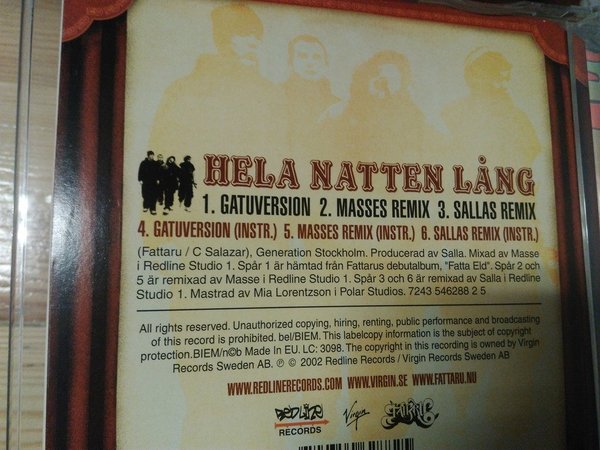 HELA NATTEN LÅNG
1. GATUVERSION 2. MASSES REMIX 3. SALLAS REMIX
4. GATUVERSION (INSTR.) 5. MASSES REMIX (INSTR.) 6. SALLAS REMIX (INSTR.)
(Fattaru / C Salazar), Generation Stockholm. Producerad av Salla. Mixad av Masse
i Redline Studio 1. Spår 1 är hämtad från Fattarus debutalbum, "Fatta Eld". Spår 2 och
5 är remixad av Masse i Redline Studio 1. Spår 3 och 6 är remixad av Salla i Redline
Studio 1. Mastrad av Mia Lorentzson i Polar Studios. 7243 546288 2 5
All rights reserved. Unauthorized copying, hiring, renting, public performance and broadcasting
of this record is prohibited. bel/BIEM. This labelcopy information is the subject of copyright
protection.BIEM/n©b Made In EU. LC: 3098. The copyright in this recording is owned by Virgin
Records Sweden AB. ℗ © 2002 Redline Records / Virgin Records Sweden AB
WWW.REDLINERECORDS.COM WWW.VIRGIN.SE WWW.FATTARU.NU
REDLINE Virgin FATTARU
RECORDS